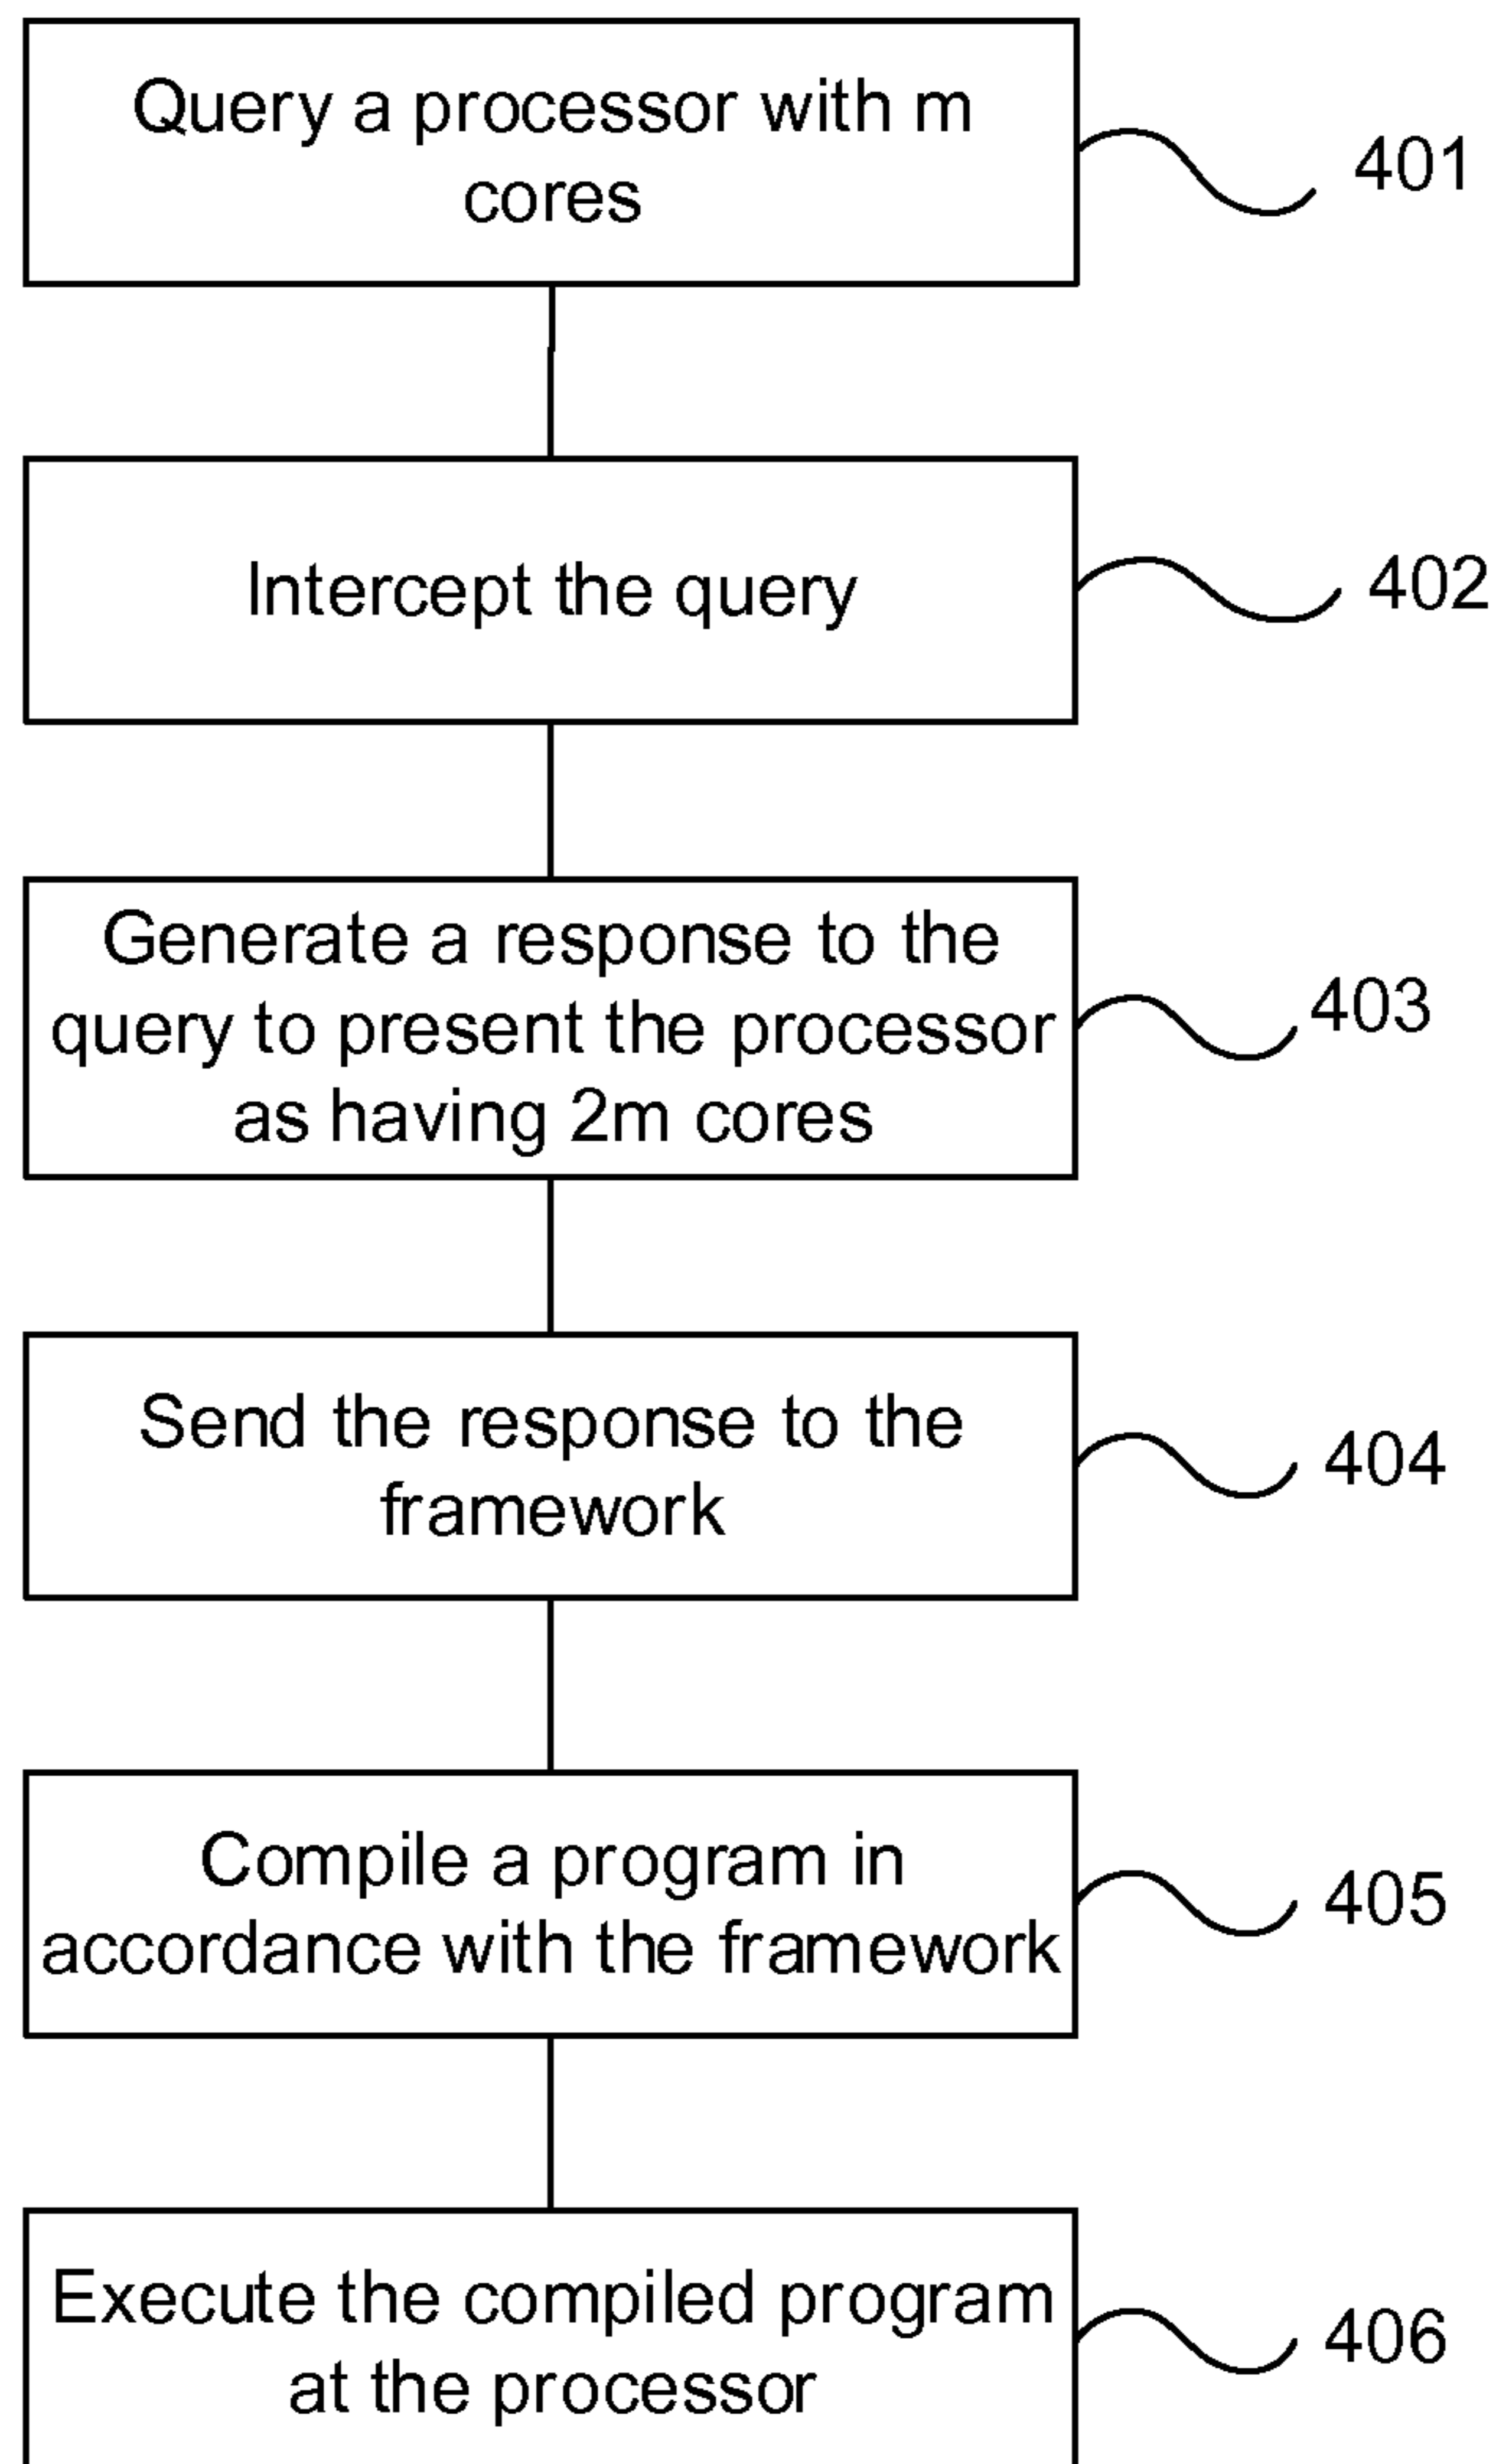 Query a processor with m
cores
401
Intercept the query
402
Generate a response to the
query to present the processor
as having 2m cores
403
Send the response to the
framework
404
Compile a program in
accordance with the framework
405
Execute the compiled program
at the processor
406